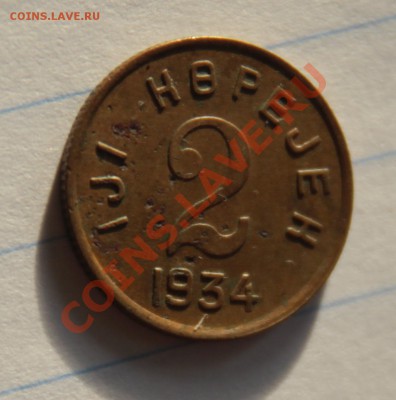 COINS.LAVE.RU
IJI KӨPEJEK
2
1934
COINS.LAVE.RU